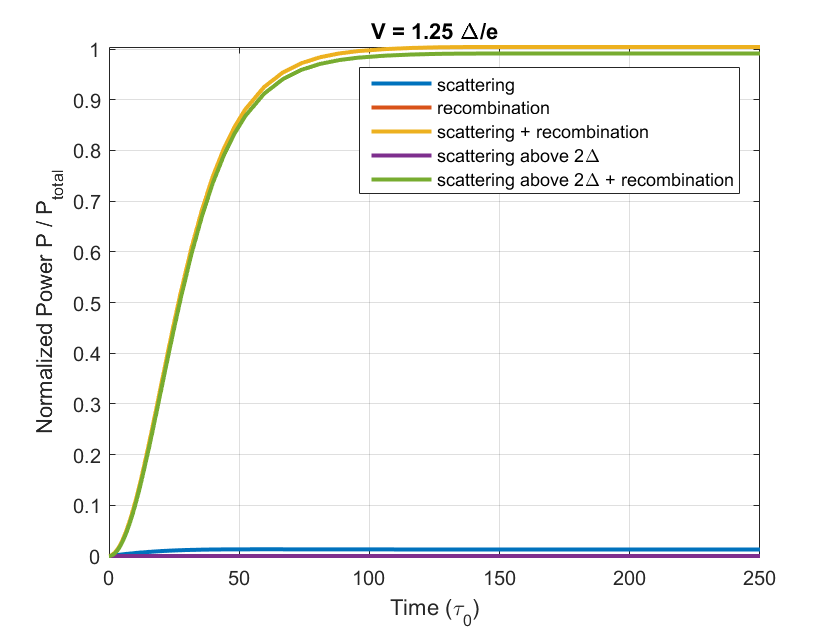 V = 1.25 Δ/e
1
0.9
0.8
0.7
0.6
0.5
0.4
0.3
0.2
0.1
0
Normalized Power P / P_total
scattering
recombination
scattering + recombination
scattering above 2Δ
scattering above 2Δ + recombination
0 50 100 150 200 250
Time (τ_0)